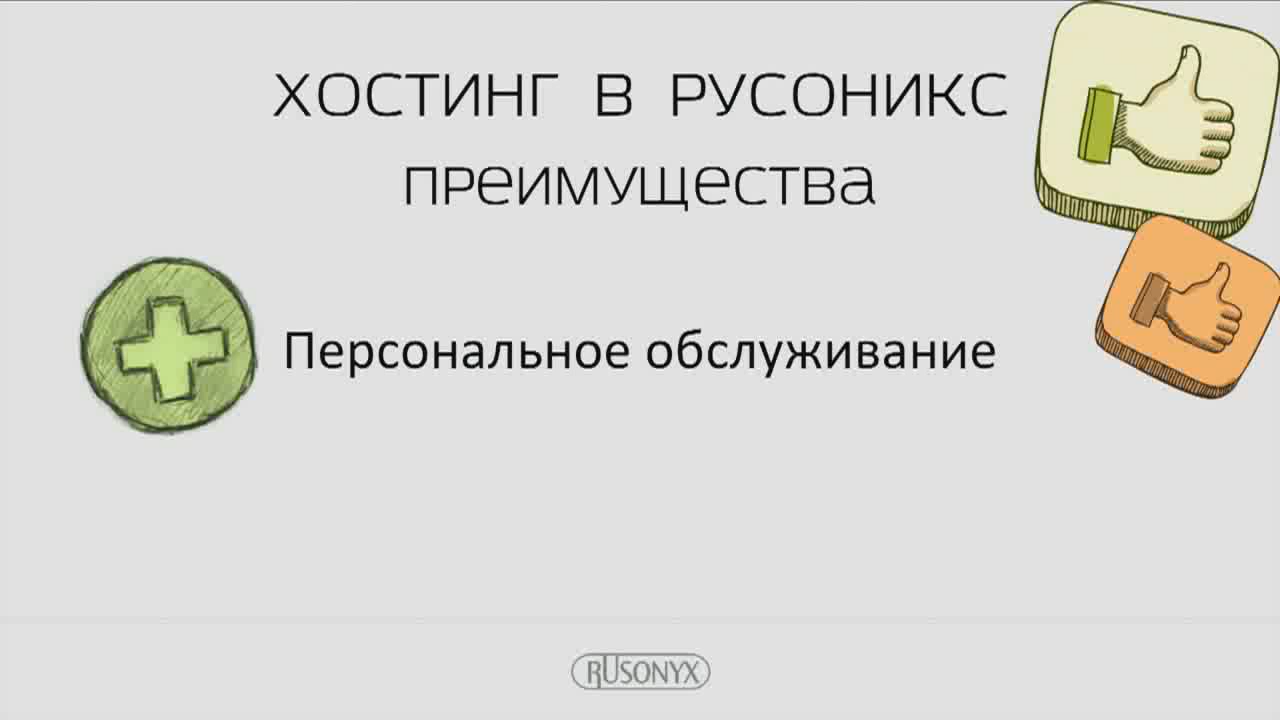 ХОСТИНГ В РУСОНИКС
ПРЕИМУЩЕСТВА
Персональное обслуживание
RUSONYX